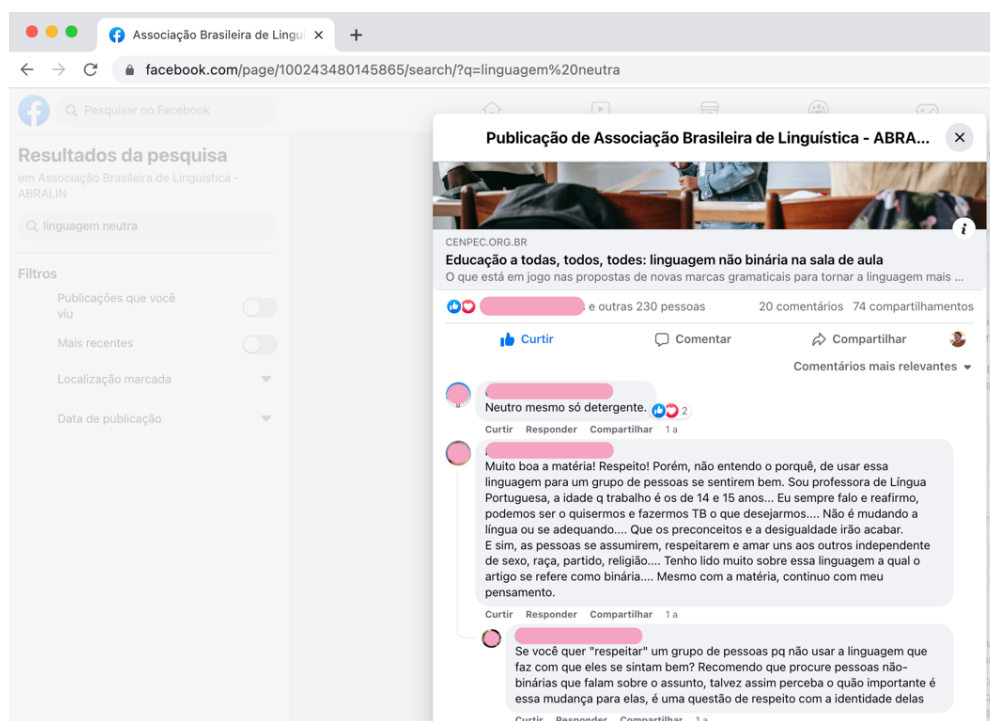 Associação Brasileira de Lingui
facebook.com/page/100243480145865/search/?q=linguagem%20neutra
Pesquisar no Facebook
Resultados da pesquisa
em Associação Brasileira de Linguística -
ABRALIN
linguagem neutra
Filtros
Publicações que você
viu
Mais recentes
Localização marcada
Data de publicação
Publicação de Associação Brasileira de Linguística - ABRA...
CENPEC.ORG.BR
Educação a todas, todos, todes: linguagem não binária na sala de aula
O que está em jogo nas propostas de novas marcas gramaticais para tornar a linguagem mais ...
e outras 230 pessoas 20 comentários 74 compartilhamentos
Curtir Comentar Compartilhar
Comentários mais relevantes
Neutro mesmo só detergente. 2
Curtir Responder Compartilhar 1 a
Muito boa a matéria! Respeito! Porém, não entendo o porquê, de usar essa
linguagem para um grupo de pessoas se sentirem bem. Sou professora de Língua
Portuguesa, a idade q trabalho é os de 14 e 15 anos... Eu sempre falo e reafirmo,
podemos ser o quisermos e fazermos TB o que desejarmos.... Não é mudando a
língua ou se adequando.... Que os preconceitos e a desigualdade irão acabar.
E sim, as pessoas se assumirem, respeitarem e amar uns aos outros independente
de sexo, raça, partido, religião.... Tenho lido muito sobre essa linguagem a qual o
artigo se refere como binária.... Mesmo com a matéria, continuo com meu
pensamento.
Curtir Responder Compartilhar 1 a
Se você quer "respeitar" um grupo de pessoas pq não usar a linguagem que
faz com que eles se sintam bem? Recomendo que procure pessoas não-
binárias que falam sobre o assunto, talvez assim perceba o quão importante é
essa mudança para elas, é uma questão de respeito com a identidade delas
Curtir Responder Compartilhar 1 a